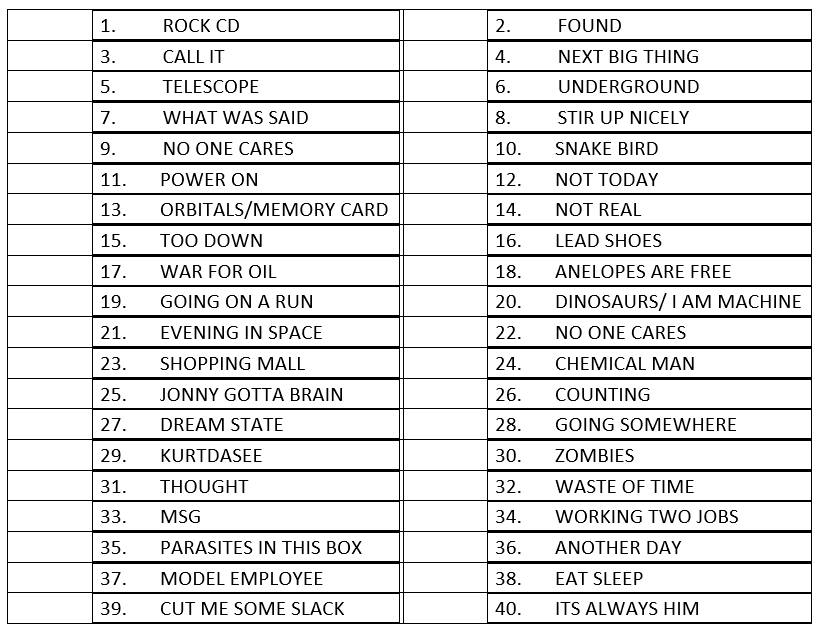 1. ROCK CD 2. FOUND
3. CALL IT 4. NEXT BIG THING
5. TELESCOPE 6. UNDERGROUND
7. WHAT WAS SAID 8. STIR UP NICELY
9. NO ONE CARES 10. SNAKE BIRD
11. POWER ON 12. NOT TODAY
13. ORBITALS/MEMORY CARD 14. NOT REAL
15. TOO DOWN 16. LEAD SHOES
17. WAR FOR OIL 18. ANELOPES ARE FREE
19. GOING ON A RUN 20. DINOSAURS/ I AM MACHINE
21. EVENING IN SPACE 22. NO ONE CARES
23. SHOPPING MALL 24. CHEMICAL MAN
25. JONNY GOTTA BRAIN 26. COUNTING
27. DREAM STATE 28. GOING SOMEWHERE
29. KURTDASEE 30. ZOMBIES
31. THOUGHT 32. WASTE OF TIME
33. MSG 34. WORKING TWO JOBS
35. PARASITES IN THIS BOX 36. ANOTHER DAY
37. MODEL EMPLOYEE 38. EAT SLEEP
39. CUT ME SOME SLACK 40. ITS ALWAYS HIM